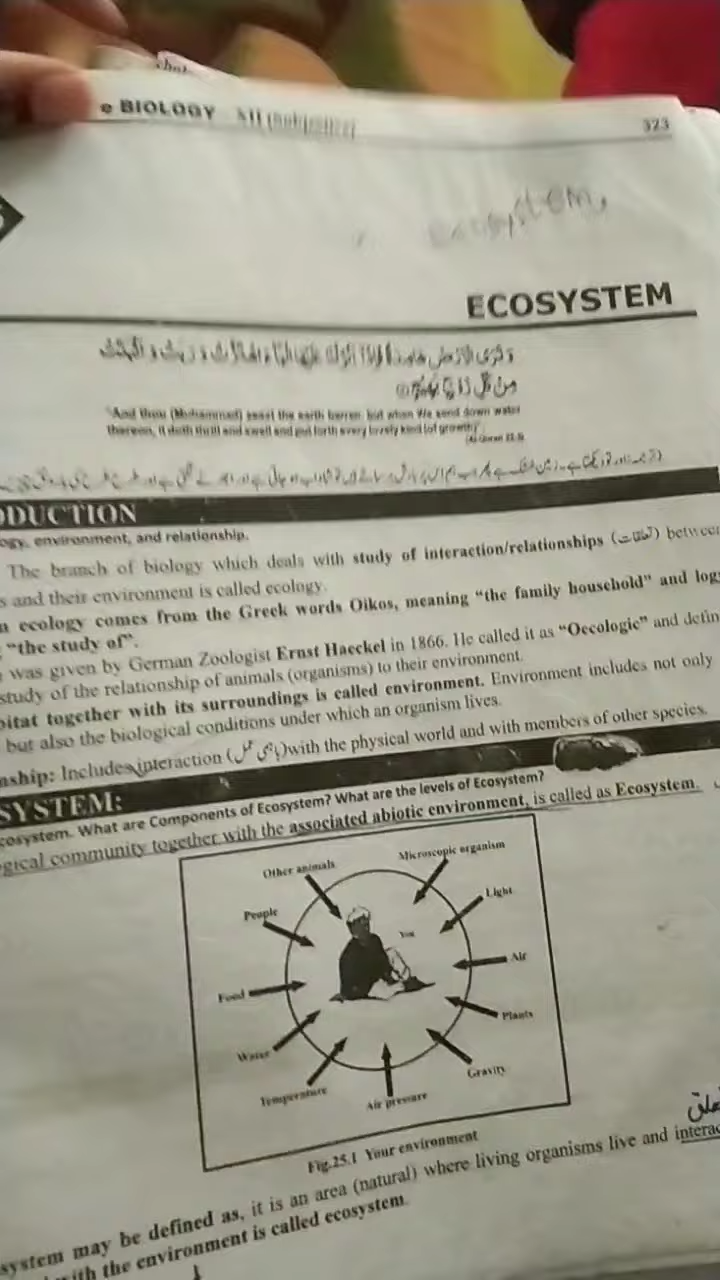 e BIOLOGY XII (Subjective)
323
Ecosystem
ECOSYSTEM
"And thou (Muhammad) seest the earth barren, but when We send down water
thereon, it doth thrill and swell and put forth every lovely kind (of growth)"
ODUCTION
ogy, environment, and relationship.
The branch of biology which deals with study of interaction/relationships (تعلقات) between
s and their environment is called ecology.
n ecology comes from the Greek words Oikos, meaning "the family household" and log
"the study of".
was given by German Zoologist Ernst Haeckel in 1866. He called it as "Oecologic" and defin
study of the relationship of animals (organisms) to their environment.
bitat together with its surroundings is called environment. Environment includes not only
but also the biological conditions under which an organism lives.
nship: Includes interaction (باہمی عمل) with the physical world and with members of other species.
SYSTEM:
cosystem. What are Components of Ecosystem? What are the levels of Ecosystem?
gical community together with the associated abiotic environment, is called as Ecosystem.
Other animals
Microscopic organism
People
Light
You
Air
Food
Plants
Water
Gravity
Temperature
Air pressure
Fig.25.1 Your environment
system may be defined as, it is an area (natural) where living organisms live and interac
with the environment is called ecosystem.